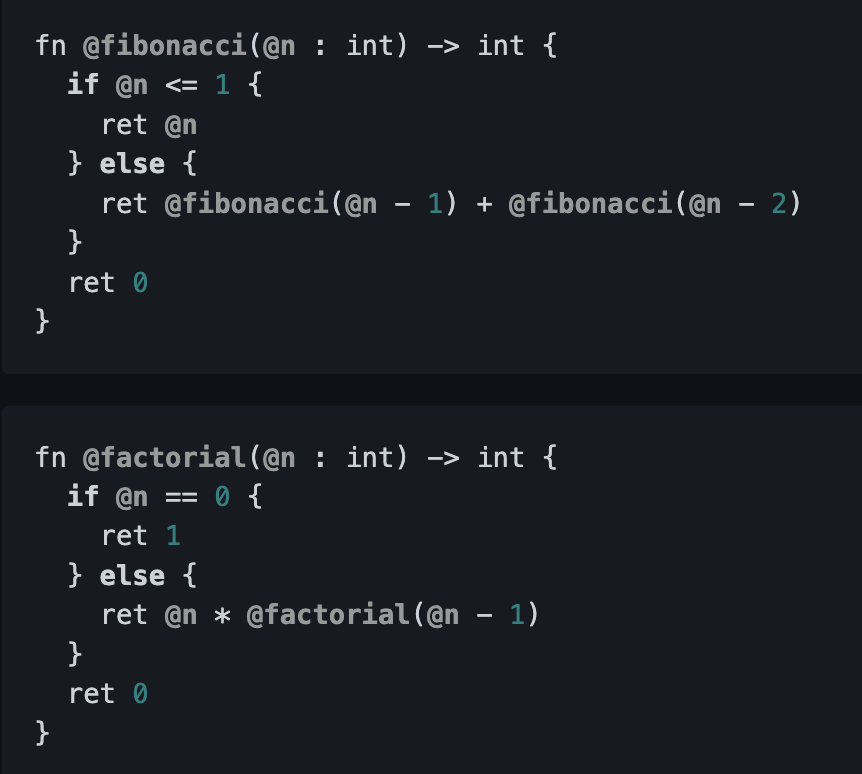 fn @fibonacci(@n : int) -> int {
  if @n <= 1 {
    ret @n
  } else {
    ret @fibonacci(@n - 1) + @fibonacci(@n - 2)
  }
  ret 0
}
fn @factorial(@n : int) -> int {
  if @n == 0 {
    ret 1
  } else {
    ret @n * @factorial(@n - 1)
  }
  ret 0
}